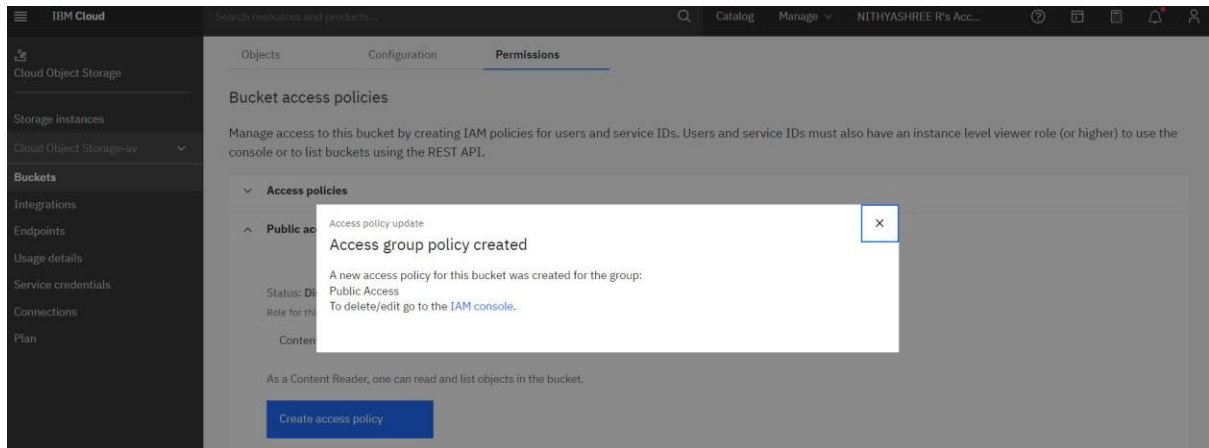 IBM Cloud
Search resources and products...
Catalog
Manage
NITHYASHREE R's Acc...
Cloud Object Storage
Storage instances
Cloud Object Storage-av
Buckets
Integrations
Endpoints
Usage details
Service credentials
Connections
Plan
Objects
Configuration
Permissions
Bucket access policies
Manage access to this bucket by creating IAM policies for users and service IDs. Users and service IDs must also have an instance level viewer role (or higher) to use the
console or to list buckets using the REST API.
Access policies
Public ac
Status: Di
Role for thi
Conten
Access policy update
Access group policy created
A new access policy for this bucket was created for the group:
Public Access
To delete/edit go to the IAM console.
As a Content Reader, one can read and list objects in the bucket.
Create access policy